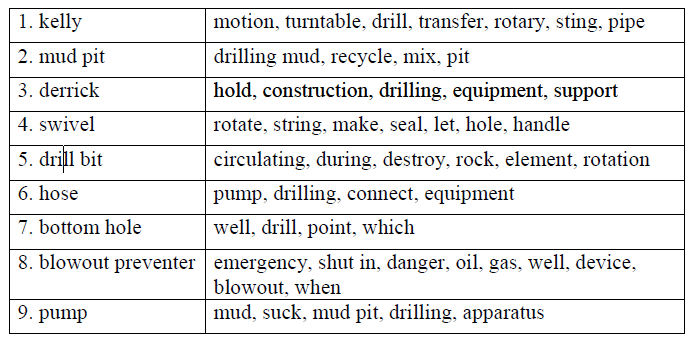 1. kelly motion, turntable, drill, transfer, rotary, sting, pipe
2. mud pit drilling mud, recycle, mix, pit
3. derrick hold, construction, drilling, equipment, support
4. swivel rotate, string, make, seal, let, hole, handle
5. drill bit circulating, during, destroy, rock, element, rotation
6. hose pump, drilling, connect, equipment
7. bottom hole well, drill, point, which
8. blowout preventer emergency, shut in, danger, oil, gas, well, device,
blowout, when
9. pump mud, suck, mud pit, drilling, apparatus